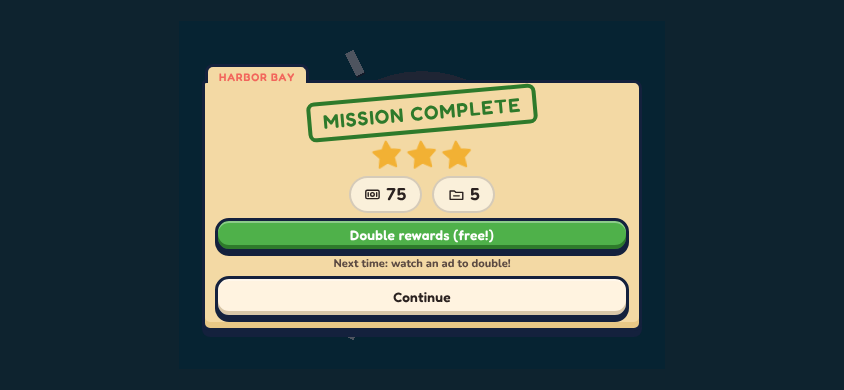 HARBOR BAY
MISSION COMPLETE
75
5
Double rewards (free!)
Next time: watch an ad to double!
Continue